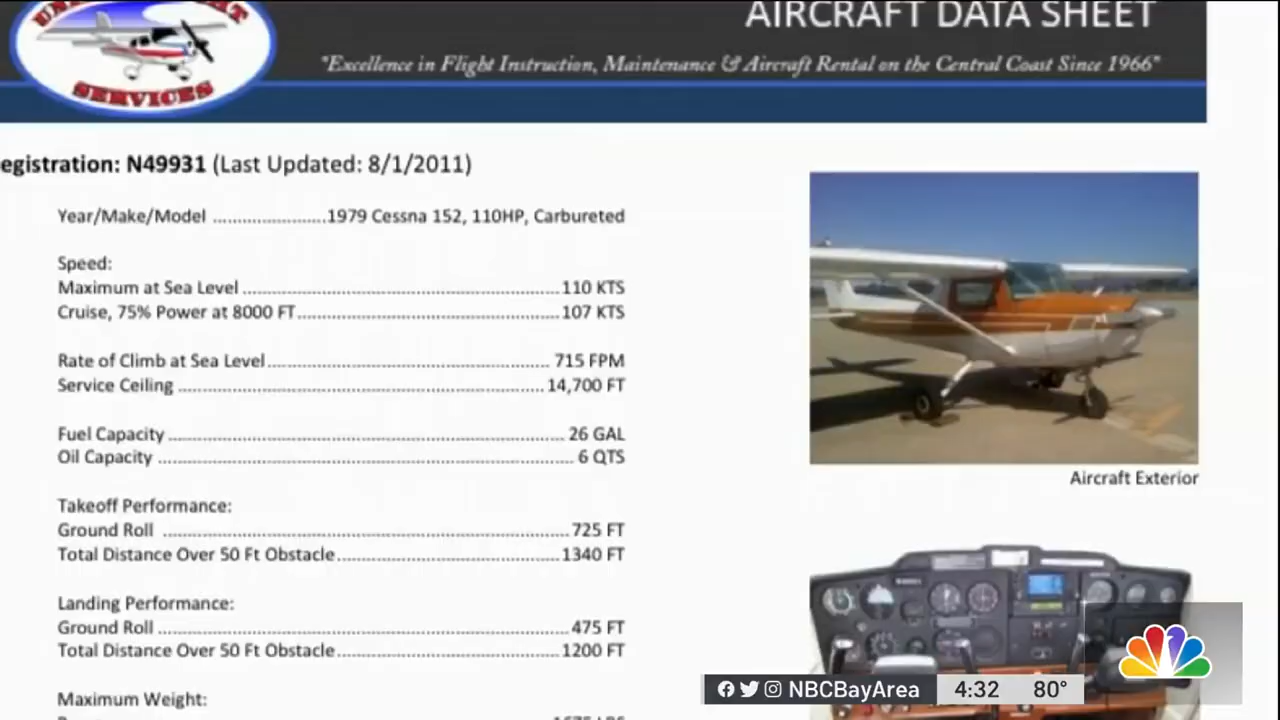 AIRCRAFT DATA SHEET
"Excellence in Flight Instruction, Maintenance & Aircraft Rental on the Central Coast Since 1966"
SERVICES
egistration: N49931 (Last Updated: 8/1/2011)
Year/Make/Model ......................1979 Cessna 152, 110HP, Carbureted
Speed:
Maximum at Sea Level ............................................................110 KTS
Cruise, 75% Power at 8000 FT..................................................107 KTS
Rate of Climb at Sea Level....................................................... 715 FPM
Service Ceiling ......................................................................14,700 FT
Fuel Capacity ........................................................................... 26 GAL
Oil Capacity .............................................................................. 6 QTS
Takeoff Performance:
Ground Roll ..............................................................................725 FT
Total Distance Over 50 Ft Obstacle...........................................1340 FT
Landing Performance:
Ground Roll ..............................................................................475 FT
Total Distance Over 50 Ft Obstacle...........................................1200 FT
Maximum Weight:
Aircraft Exterior
NBCBayArea 4:32 80°